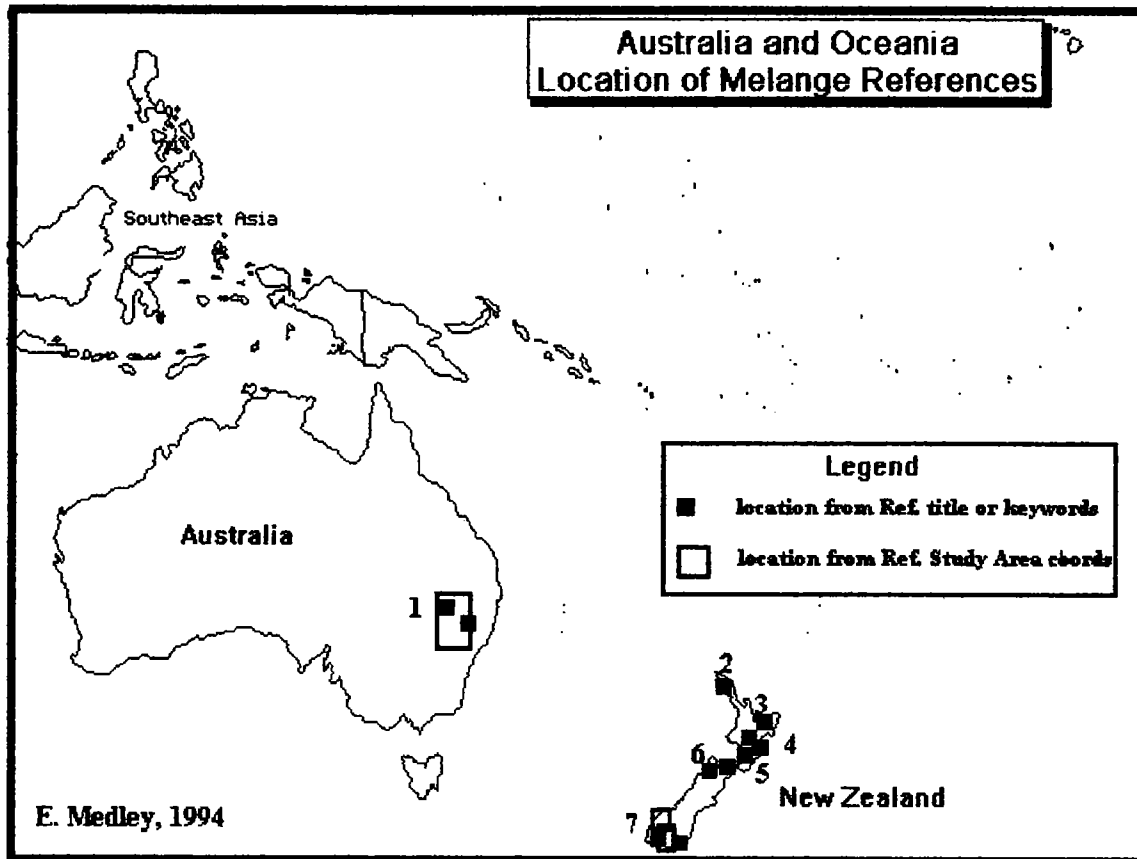 Australia and Oceania
Location of Melange References
Southeast Asia
Legend
location from Ref. title or keywords
location from Ref. Study Area coords
Australia
1
2
3
4
5
6
7
New Zealand
E. Medley, 1994